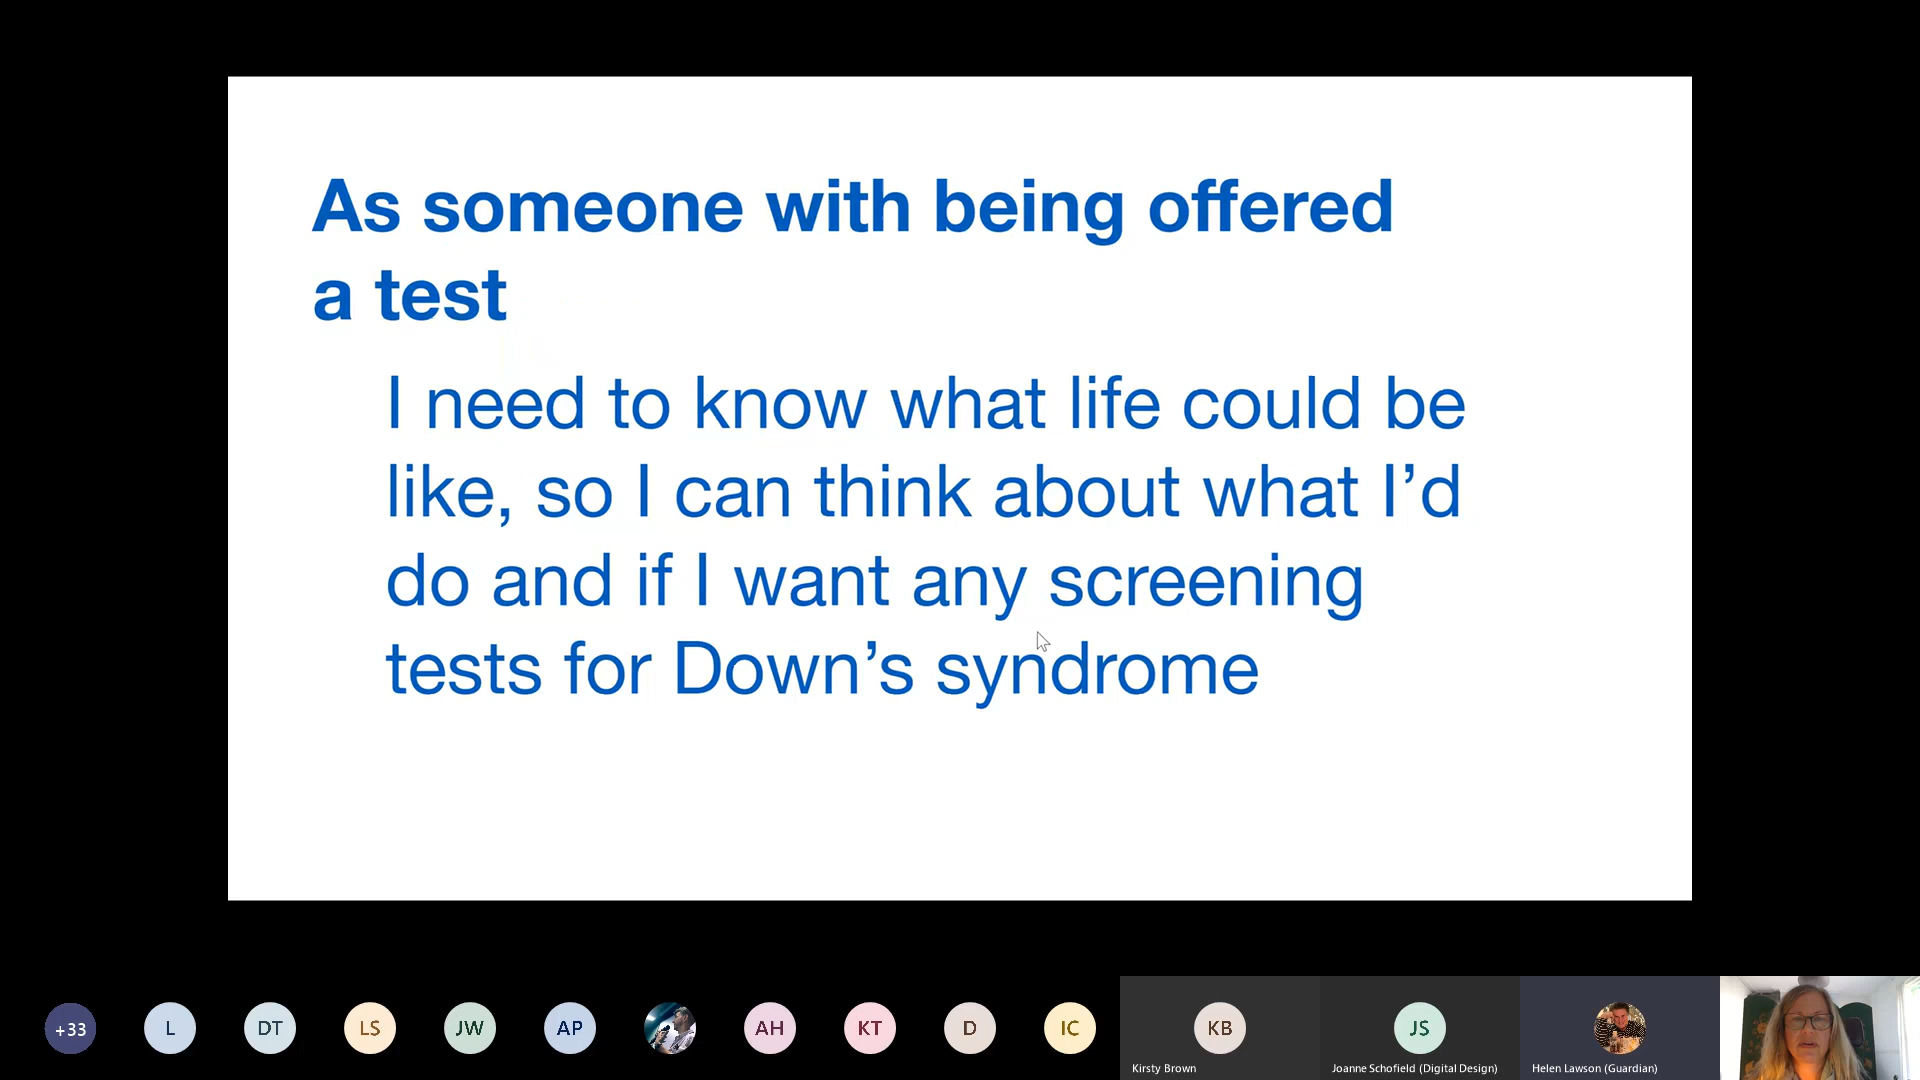 As someone with being offered
a test
I need to know what life could be
like, so I can think about what I’d
do and if I want any screening
tests for Down’s syndrome
+33
L
DT
LS
JW
AP
AH
KT
D
IC
KB
JS
Kirsty Brown
Joanne Schofield (Digital Design)
Helen Lawson (Guardian)